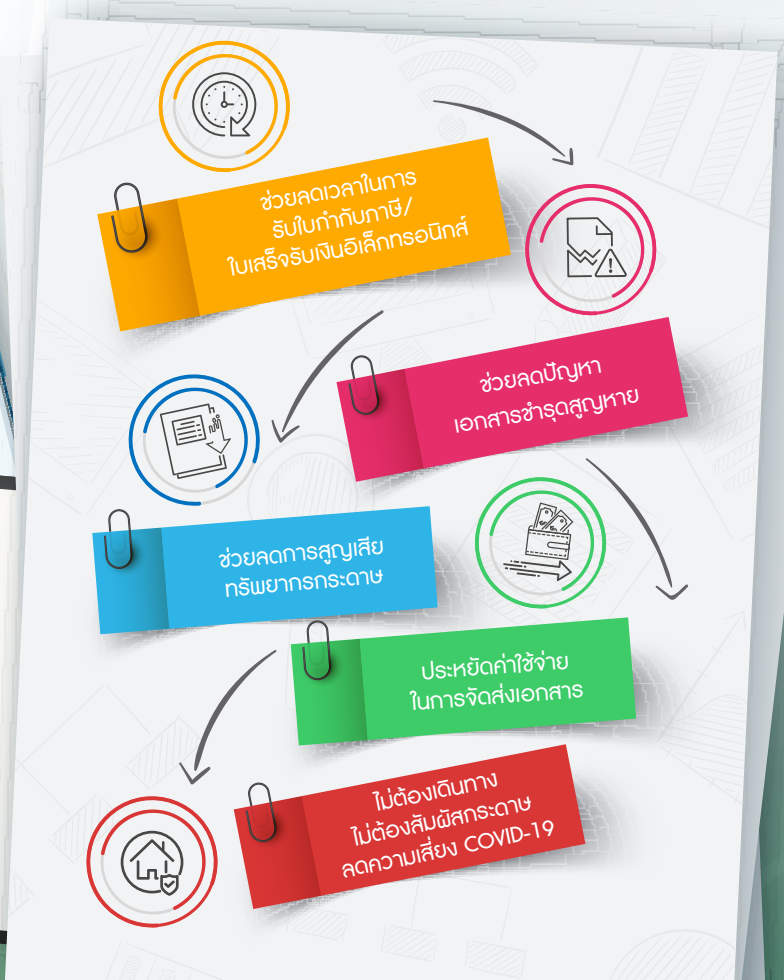 ช่วยลดเวลาในการ
รับใบกำกับภาษี/
ใบเสร็จรับเงินอิเล็กทรอนิกส์
ช่วยลดปัญหา
เอกสารชำรุดสูญหาย
ช่วยลดการสูญเสีย
ทรัพยากรกระดาษ
ประหยัดค่าใช้จ่าย
ในการจัดส่งเอกสาร
ไม่ต้องเดินทาง
ไม่ต้องสัมผัสกระดาษ
ลดความเสี่ยง COVID-19